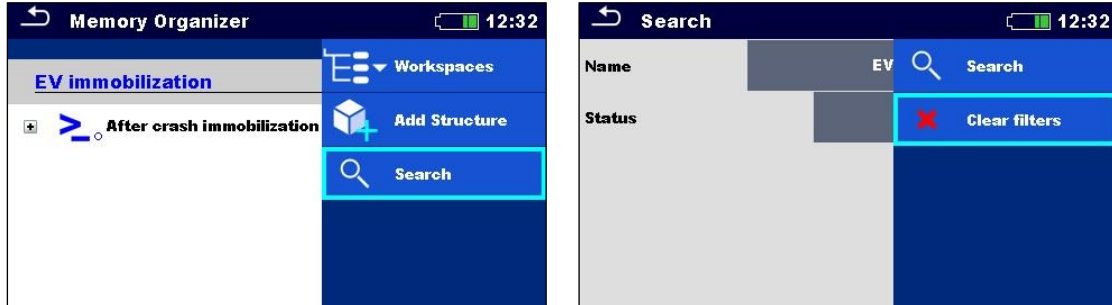 Memory Organizer 12:32
EV immobilization
After crash immobilization
Workspaces
Add Structure
Search
Search 12:32
Name EV
Status
Search
Clear filters